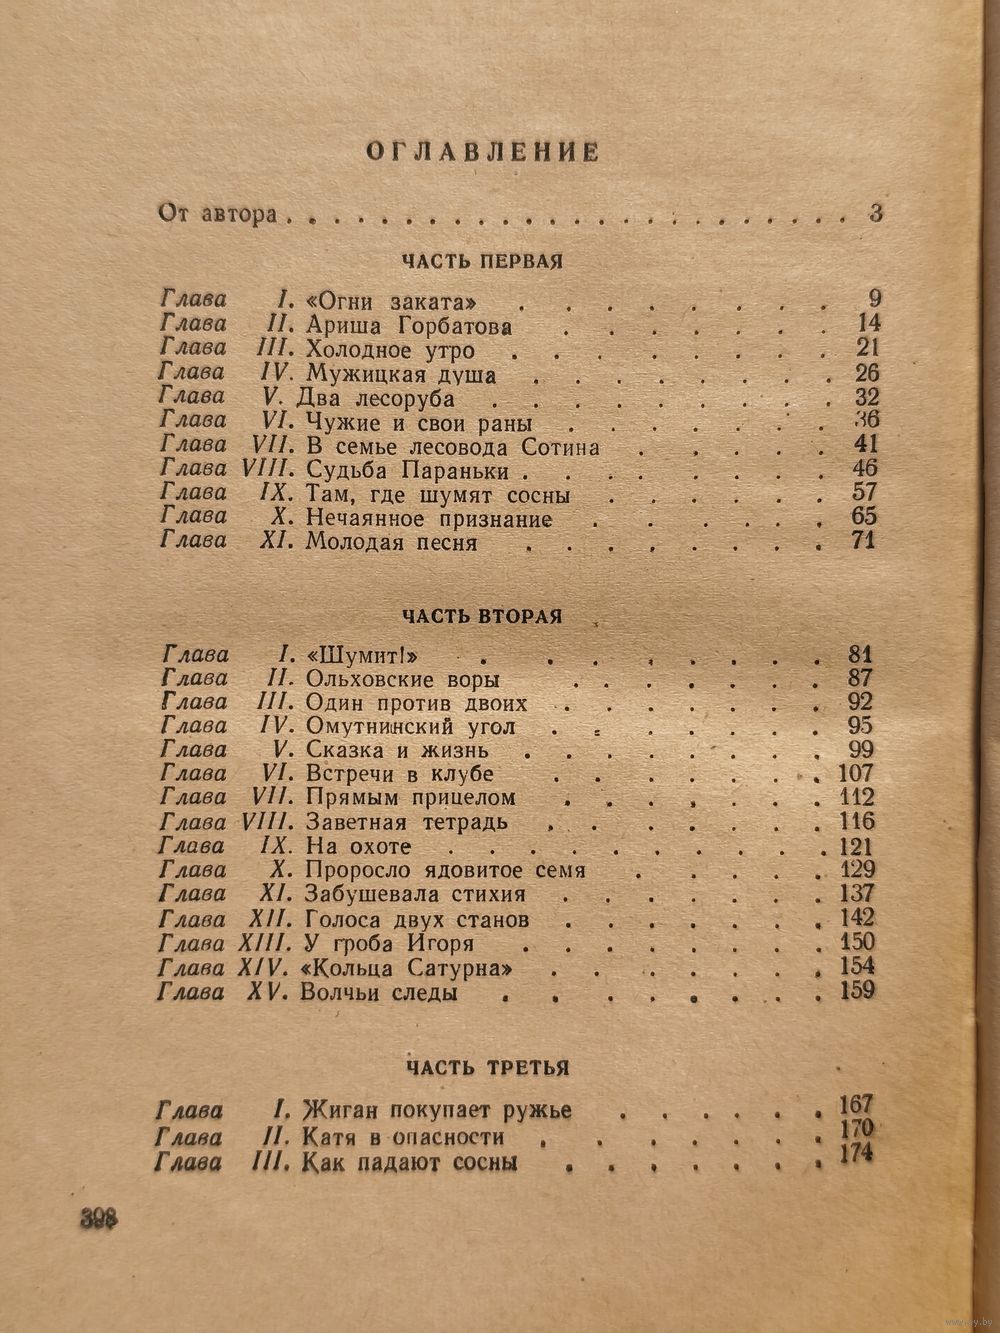 ОГЛАВЛЕНИЕ
От автора . . . . . . . . . . . . . . . . . . . . . . . . 3
ЧАСТЬ ПЕРВАЯ
Глава I. «Огни заката» . . . . . . . . 9
Глава II. Ариша Горбатова . . . . . . . 14
Глава III. Холодное утро . . . . . . . . 21
Глава IV. Мужицкая душа . . . . . . . . 26
Глава V. Два лесоруба . . . . . . . . . 32
Глава VI. Чужие и свои раны . . . . . . . 36
Глава VII. В семье лесовода Сотина . . . . . 41
Глава VIII. Судьба Параньки . . . . . . . . 46
Глава IX. Там, где шумят сосны . . . . . . 57
Глава X. Нечаянное признание . . . . . . 65
Глава XI. Молодая песня . . . . . . . . 71
ЧАСТЬ ВТОРАЯ
Глава I. «Шумит!» . . . . . . . . . 81
Глава II. Ольховские воры . . . . . . . 87
Глава III. Один против двоих . . . . . . . 92
Глава IV. Омутнинский угол . . . . . . . 95
Глава V. Сказка и жизнь . . . . . . . . 99
Глава VI. Встречи в клубе . . . . . . . 107
Глава VII. Прямым прицелом . . . . . . . 112
Глава VIII. Заветная тетрадь . . . . . . . 116
Глава IX. На охоте . . . . . . . . . . 121
Глава X. Проросло ядовитое семя . . . . . 129
Глава XI. Забушевала стихия . . . . . . . 137
Глава XII. Голоса двух станов . . . . . . . 142
Глава XIII. У гроба Игоря . . . . . . . . 150
Глава XIV. «Кольца Сатурна» . . . . . . . 154
Глава XV. Волчьи следы . . . . . . . . 159
ЧАСТЬ ТРЕТЬЯ
Глава I. Жиган покупает ружье . . . . . . 167
Глава II. Катя в опасности . . . . . . . 170
Глава III. Как падают сосны . . . . . . . 174
398